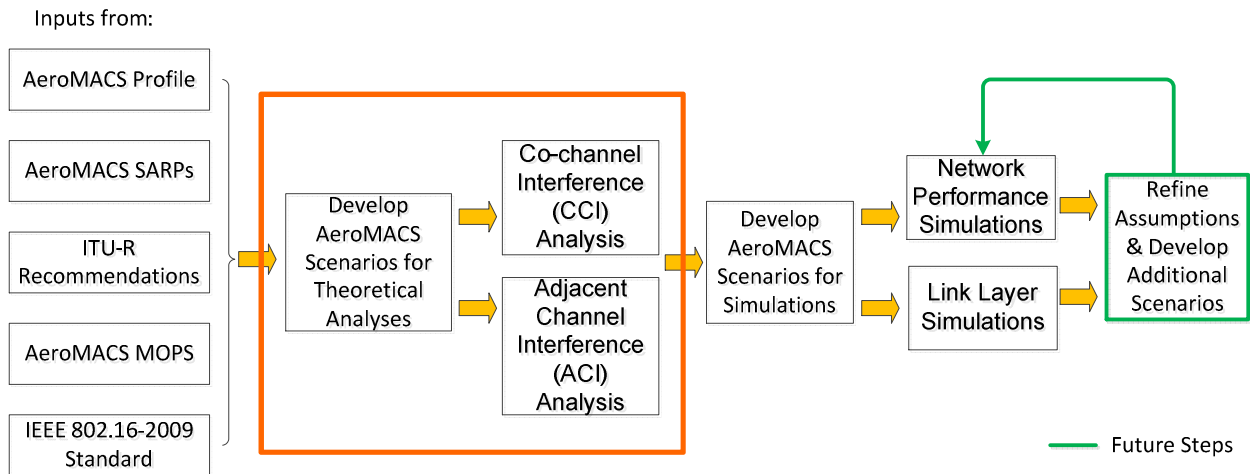 Inputs from:
AeroMACS Profile
AeroMACS SARPs
ITU-R
Recommendations
AeroMACS MOPS
IEEE 802.16-2009
Standard
Develop
AeroMACS
Scenarios for
Theoretical
Analyses
Co-channel
Interference
(CCI)
Analysis
Adjacent
Channel
Interference
(ACI)
Analysis
Develop
AeroMACS
Scenarios for
Simulations
Network
Performance
Simulations
Link Layer
Simulations
Refine
Assumptions
& Develop
Additional
Scenarios
Future Steps